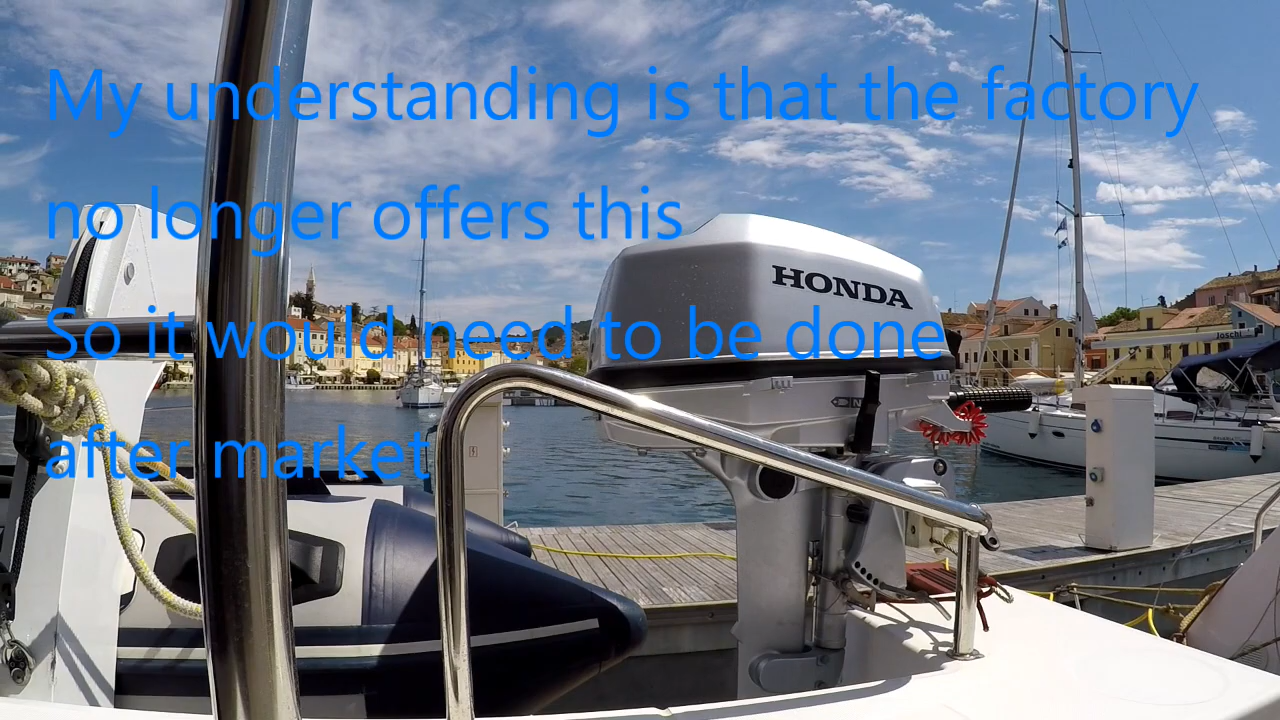 My understanding is that the factory
no longer offers this
HONDA
So it would need to be done
after market
Joschi